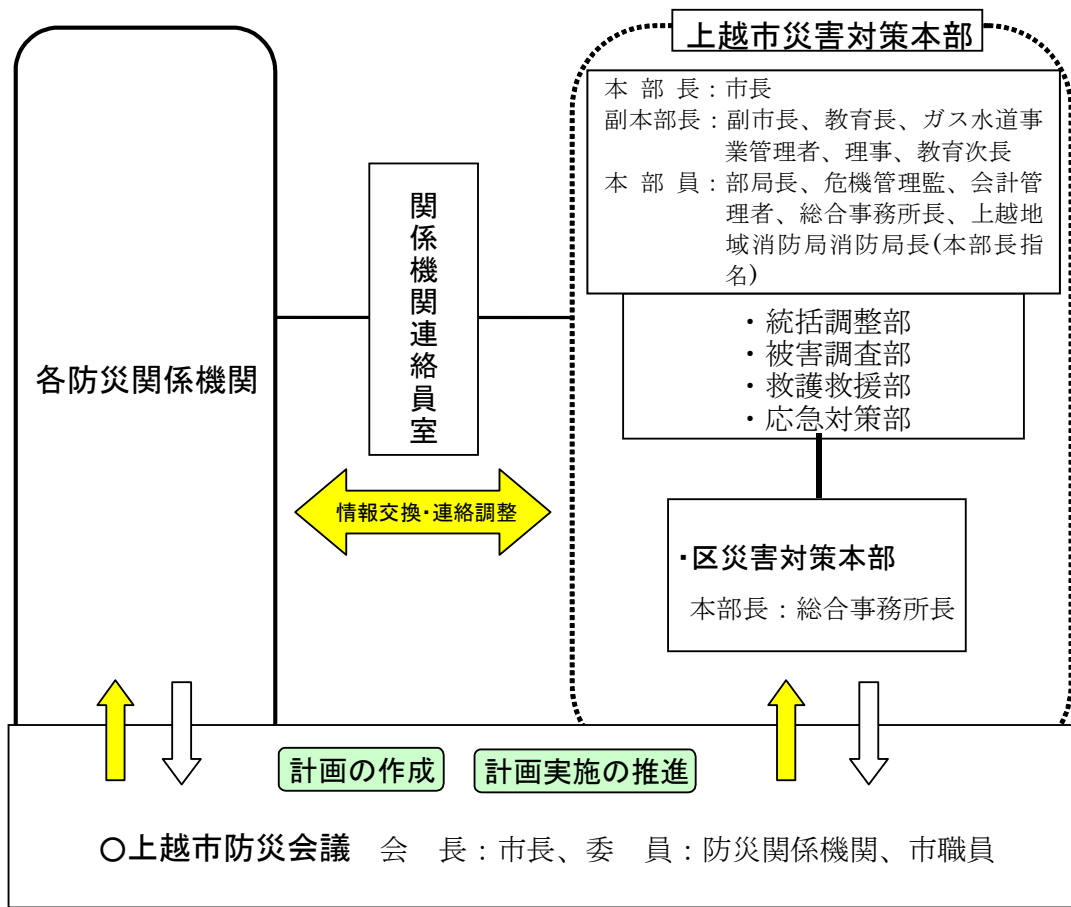 上越市災害対策本部
本 部 長：市長
副本部長：副市長、教育長、ガス水道事
業管理者、理事、教育次長
本 部 員：部局長、危機管理監、会計管
理者、総合事務所長、上越地
域消防局消防局長(本部長指
名)
・統括調整部
・被害調査部
・救護救援部
・応急対策部
関係機関連絡員室
各防災関係機関
情報交換・連絡調整
・区災害対策本部
本部長：総合事務所長
計画の作成
計画実施の推進
○上越市防災会議　会　長：市長、委　員：防災関係機関、市職員